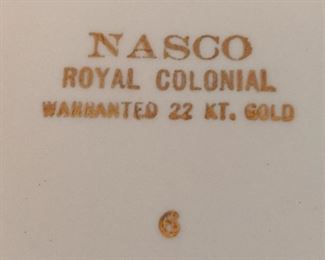 NASCO
ROYAL COLONIAL
WARRANTED 22 KT. GOLD
6